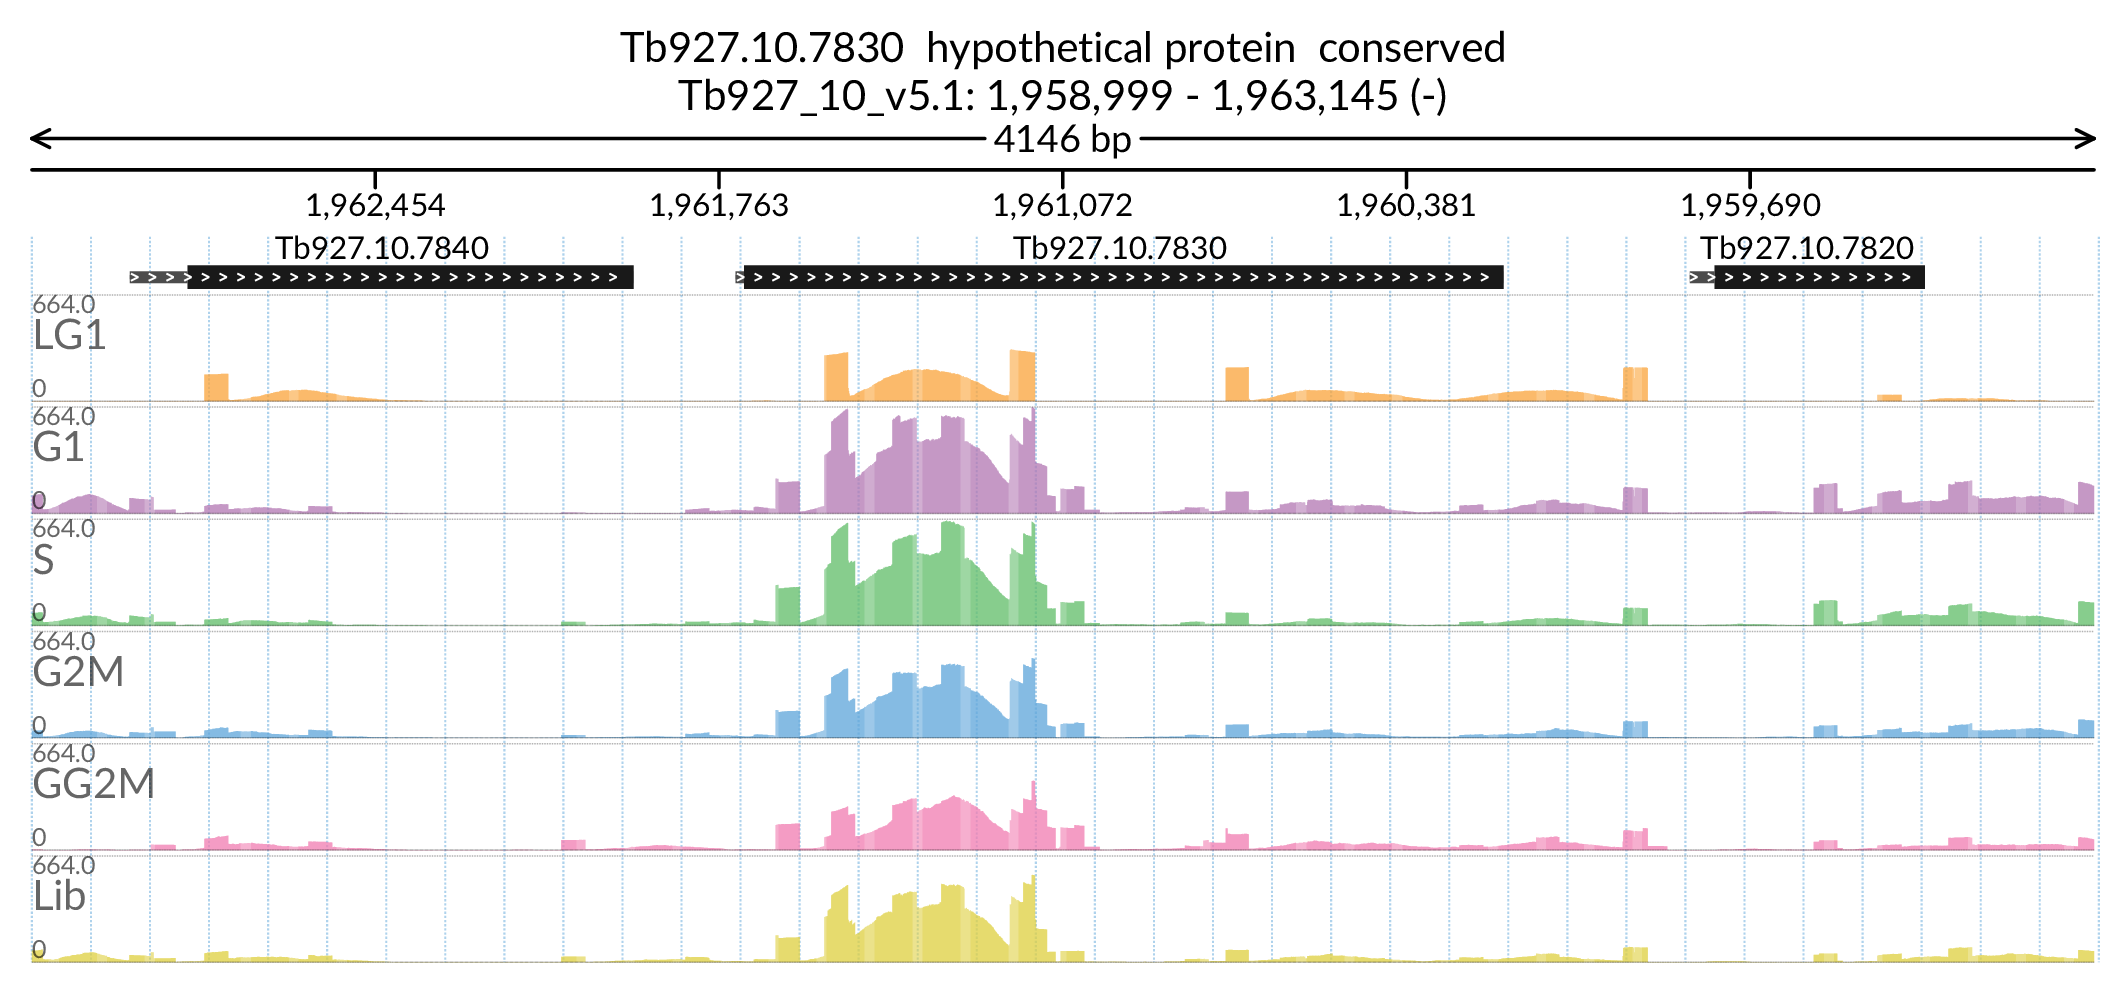 Tb927.10.7830  hypothetical protein  conserved
Tb927_10_v5.1: 1,958,999 - 1,963,145 (-)
4146 bp
1,962,454 1,961,763 1,961,072 1,960,381 1,959,690
Tb927.10.7840 Tb927.10.7830 Tb927.10.7820
664.0
LG1
0
664.0
G1
0
664.0
S
0
664.0
G2M
0
664.0
GG2M
0
664.0
Lib
0